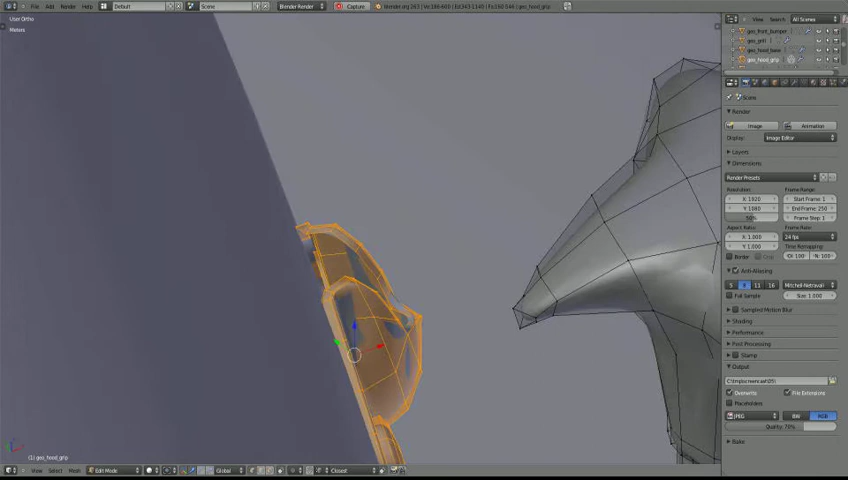 File Add Render Help
Default
Scene
Blender Render
Capture
User Ortho
Meters
(1) geo_hood_grip
View Select Mesh
Edit Mode
Global
Closest
View Search All Scenes
geo_front_bumper
geo_grill
geo_hood_base
geo_hood_grip
Scene
Render
Image Animation
Display: Image Editor
Layers
Dimensions
Render Presets
Resolution: Frame Range:
X: 1920 Start Frame: 1
Y: 1080 End Frame: 250
50% Frame Step: 1
Aspect Ratio: Frame Rate:
X: 1.000 24 fps
Y: 1.000 Time Remapping:
Border Crop
Anti-Aliasing
5 8 11 16 Mitchell-Netravali
Full Sample Size: 1.000
Sampled Motion Blur
Shading
Performance
Post Processing
Stamp
Output
Overwrite File Extensions
Placeholders
JPEG BW RGB
Quality: 70%
Bake